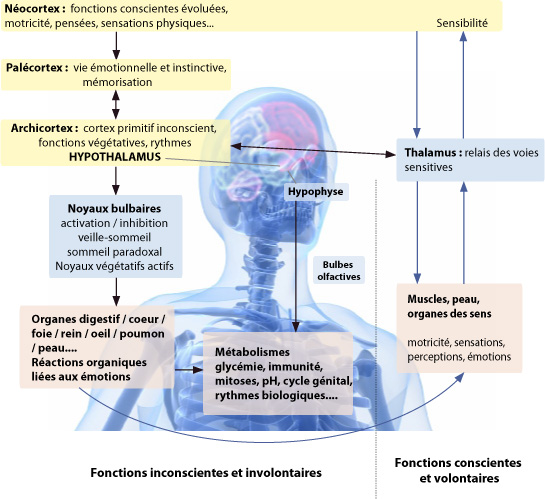 Néocortex : fonctions conscientes évoluées,
motricité, pensées, sensations physiques...
Sensibilité
Palécortex : vie émotionnelle et instinctive,
mémorisation
Archicortex : cortex primitif inconscient,
fonctions végétatives, rythmes
HYPOTHALAMUS
Thalamus : relais des voies
sensitives
Hypophyse
Noyaux bulbaires
activation / inhibition
veille-sommeil
sommeil paradoxal
Noyaux végétatifs actifs
Bulbes
olfactives
Organes digestif / coeur /
foie / rein / oeil / poumon
/ peau....
Réactions organiques
liées aux émotions
Métabolismes
glycémie, immunité,
mitoses, pH, cycle génital,
rythmes biologiques....
Muscles, peau,
organes des sens
motricité, sensations,
perceptions, émotions
Fonctions inconscientes et involontaires
Fonctions conscientes
et volontaires